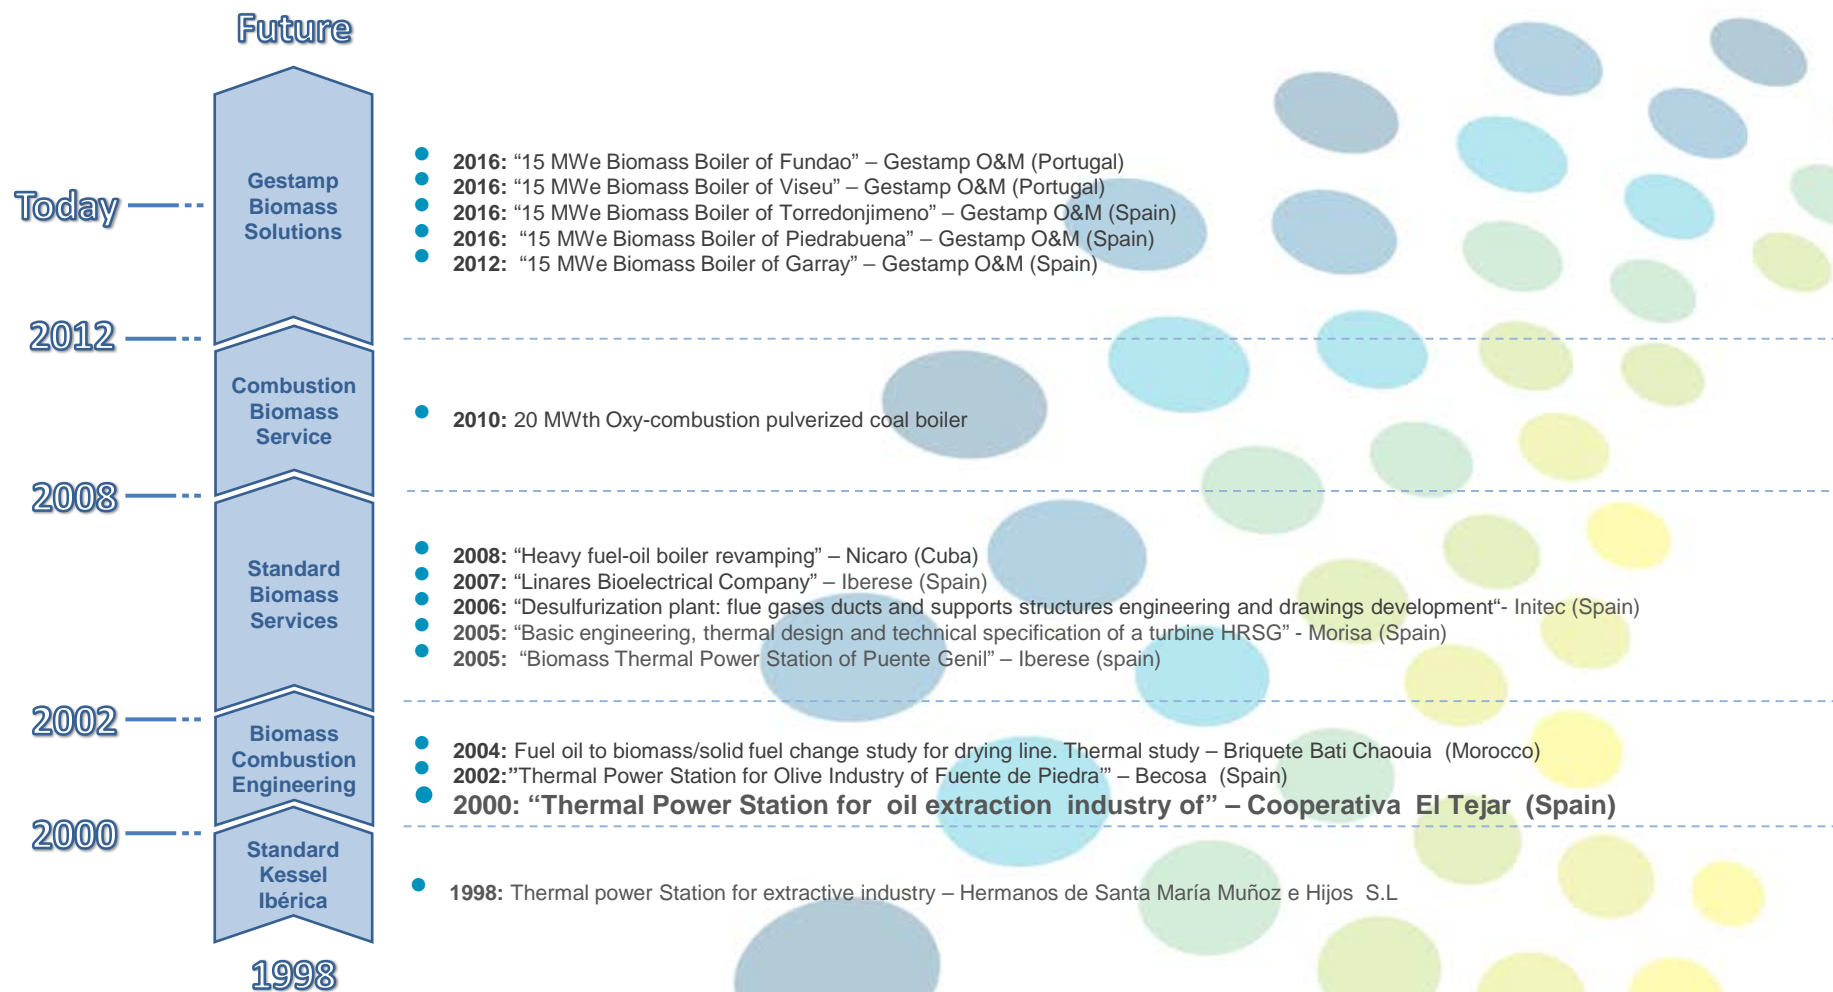 Future
Gestamp
Biomass
Solutions
Today
2016: “15 MWe Biomass Boiler of Fundao” – Gestamp O&M (Portugal)
2016: “15 MWe Biomass Boiler of Viseu” – Gestamp O&M (Portugal)
2016: “15 MWe Biomass Boiler of Torredonjimeno” – Gestamp O&M (Spain)
2016: “15 MWe Biomass Boiler of Piedrabuena” – Gestamp O&M (Spain)
2012: “15 MWe Biomass Boiler of Garray” – Gestamp O&M (Spain)
2012
Combustion
Biomass
Service
2010: 20 MWth Oxy-combustion pulverized coal boiler
2008
Standard
Biomass
Services
2008: “Heavy fuel-oil boiler revamping” – Nicaro (Cuba)
2007: “Linares Bioelectrical Company” – Iberese (Spain)
2006: “Desulfurization plant: flue gases ducts and supports structures engineering and drawings development“- Initec (Spain)
2005: “Basic engineering, thermal design and technical specification of a turbine HRSG” - Morisa (Spain)
2005: “Biomass Thermal Power Station of Puente Genil” – Iberese (spain)
2002
Biomass
Combustion
Engineering
2004: Fuel oil to biomass/solid fuel change study for drying line. Thermal study – Briquete Bati Chaouia (Morocco)
2002:”Thermal Power Station for Olive Industry of Fuente de Piedra’” – Becosa (Spain)
2000: “Thermal Power Station for oil extraction industry of” – Cooperativa El Tejar (Spain)
2000
Standard
Kessel
Ibérica
1998: Thermal power Station for extractive industry – Hermanos de Santa María Muñoz e Hijos S.L
1998